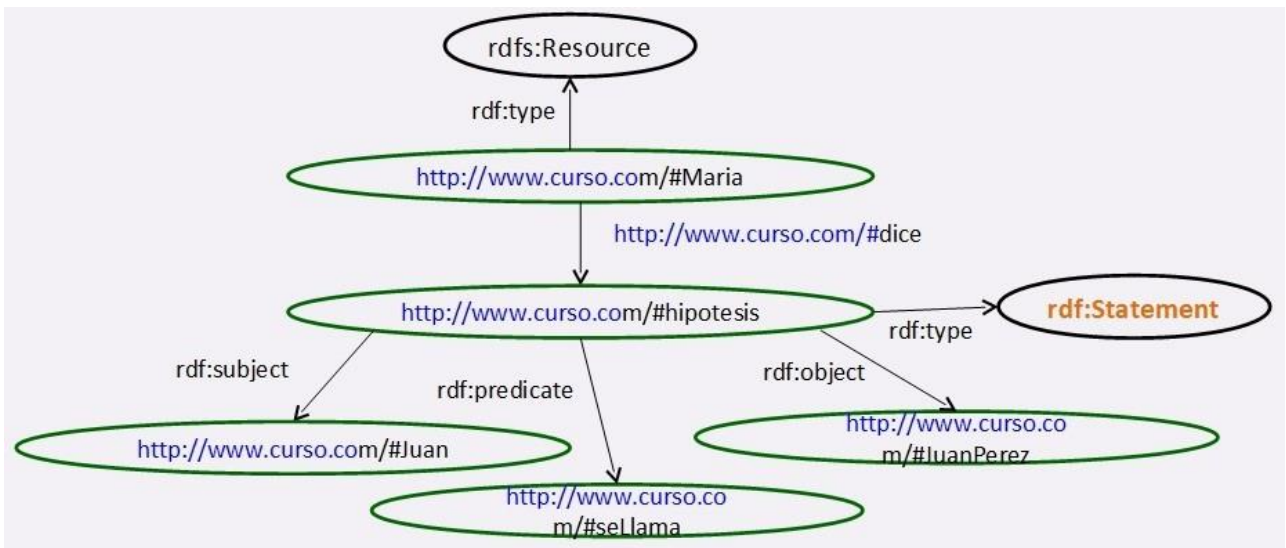 rdfs:Resource
rdf:type
http://www.curso.com/#Maria
http://www.curso.com/#dice
http://www.curso.com/#hipotesis
rdf:Statement
rdf:type
rdf:subject
rdf:predicate
rdf:object
http://www.curso.com/#Juan
http://www.curso.co
m/#JuanPerez
http://www.curso.co
m/#seLlama